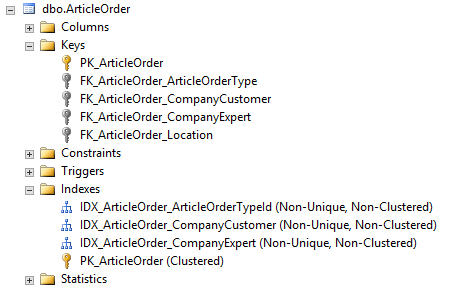 dbo.ArticleOrder
Columns
Keys
PK_ArticleOrder
FK_ArticleOrder_ArticleOrderType
FK_ArticleOrder_CompanyCustomer
FK_ArticleOrder_CompanyExpert
FK_ArticleOrder_Location
Constraints
Triggers
Indexes
IDX_ArticleOrder_ArticleOrderTypeId (Non-Unique, Non-Clustered)
IDX_ArticleOrder_CompanyCustomer (Non-Unique, Non-Clustered)
IDX_ArticleOrder_CompanyExpert (Non-Unique, Non-Clustered)
PK_ArticleOrder (Clustered)
Statistics